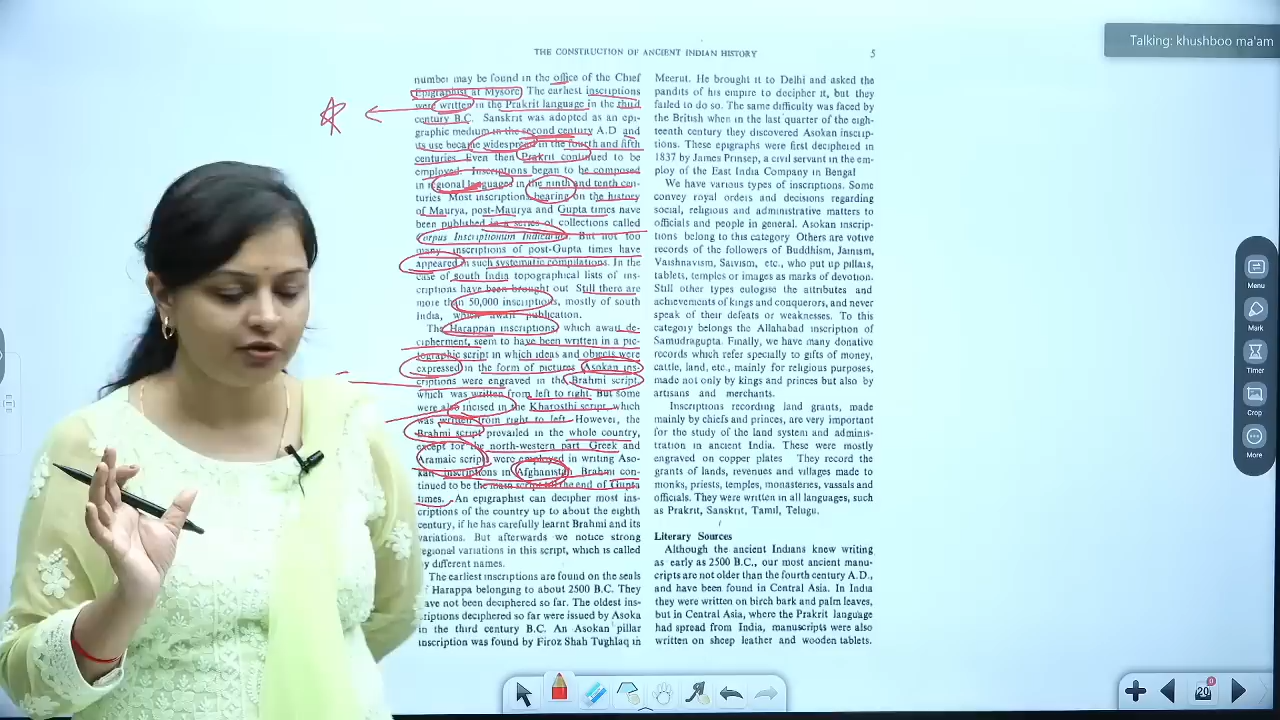 Talking: khushboo ma'am
THE CONSTRUCTION OF ANCIENT INDIAN HISTORY 5
number may be found in the office of the Chief
Epigraphist at Mysore The earliest inscriptions
were written in the Prakrit language in the third
century B.C. Sanskrit was adopted as an epi-
graphic medium in the second century A.D and
its use became widespread in the fourth and fifth
centuries. Even then Prakrit continued to be
employed. Inscriptions began to be composed
in regional languages in the ninth and tenth cen-
turies Most inscriptions bearing on the history
of Maurya, post-Maurya and Gupta times have
been published in a series of collections called
Corpus Inscriptionum Indicarum But not too
many inscriptions of post-Gupta times have
appeared in such systematic compilations. In the
case of south India topographical lists of ins-
criptions have been brought out Still there are
more than 50,000 inscriptions, mostly of south
India, which await publication.
The Harappan inscriptions, which await de-
cipherment, seem to have been written in a pic-
tographic script in which ideas and objects were
expressed in the form of pictures Asokan ins-
criptions were engraved in the Brahmi script
which was written from left to right. But some
were also incised in the Kharosthi script, which
was written from right to left However, the
Brahmi script prevailed in the whole country,
except for the north-western part Greek and
Aramaic scripts were employed in writing Aso-
kan inscriptions in Afghanistan Brahmi con-
tinued to be the main script till the end of Gupta
times. An epigraphist can decipher most ins-
criptions of the country up to about the eighth
century, if he has carefully learnt Brahmi and its
variations. But afterwards we notice strong
regional variations in this script, which is called
y different names.
The earliest inscriptions are found on the seals
f Harappa belonging to about 2500 B.C. They
ave not been deciphered so far. The oldest ins-
riptions deciphered so far were issued by Asoka
in the third century B.C. An Asokan pillar
inscription was found by Firoz Shah Tughlaq in
Meerut. He brought it to Delhi and asked the
pandits of his empire to decipher it, but they
failed to do so. The same difficulty was faced by
the British when in the last quarter of the eigh-
teenth century they discovered Asokan inscrip-
tions. These epigraphs were first deciphered in
1837 by James Prinsep, a civil servant in the em-
ploy of the East India Company in Bengal
We have various types of inscriptions. Some
convey royal orders and decisions regarding
social, religious and administrative matters to
officials and people in general. Asokan inscrip-
tions belong to this category Others are votive
records of the followers of Buddhism, Jainism,
Vaishnavism, Saivism, etc., who put up pillars,
tablets, temples or images as marks of devotion.
Still other types eulogise the attributes and
achievements of kings and conquerors, and never
speak of their defeats or weaknesses. To this
category belongs the Allahabad inscription of
Samudragupta. Finally, we have many donative
records which refer specially to gifts of money,
cattle, land, etc., mainly for religious purposes,
made not only by kings and princes but also by
artisans and merchants.
Inscriptions recording land grants, made
mainly by chiefs and princes, are very important
for the study of the land system and adminis-
tration in ancient India. These were mostly
engraved on copper plates They record the
grants of lands, revenues and villages made to
monks, priests, temples, monasteries, vassals and
officials. They were written in all languages, such
as Prakrit, Sanskrit, Tamil, Telugu.
Literary Sources
Although the ancient Indians knew writing
as early as 2500 B.C., our most ancient manu-
scripts are not older than the fourth century A.D.,
and have been found in Central Asia. In India
they were written on birch bark and palm leaves,
but in Central Asia, where the Prakrit language
had spread from India, manuscripts were also
written on sheep leather and wooden tablets.
Menu
Mark
Timer
Crop
More
20
0